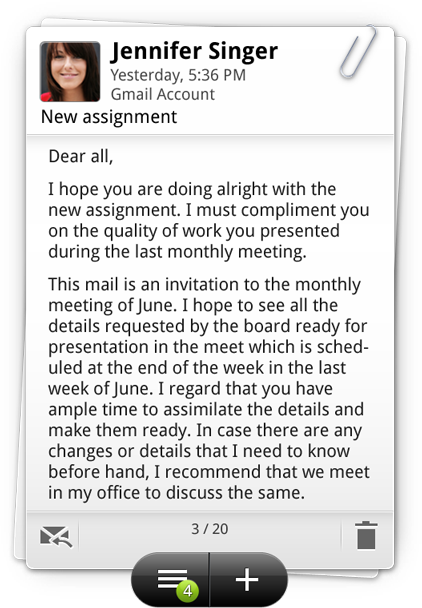 Jennifer Singer
Yesterday, 5:36 PM
Gmail Account
New assignment
Dear all,
I hope you are doing alright with the
new assignment. I must compliment you
on the quality of work you presented
during the last monthly meeting.
This mail is an invitation to the monthly
meeting of June. I hope to see all the
details requested by the board ready for
presentation in the meet which is sched-
uled at the end of the week in the last
week of June. I regard that you have
ample time to assimilate the details and
make them ready. In case there are any
changes or details that I need to know
before hand, I recommend that we meet
in my office to discuss the same.
3 / 20
4